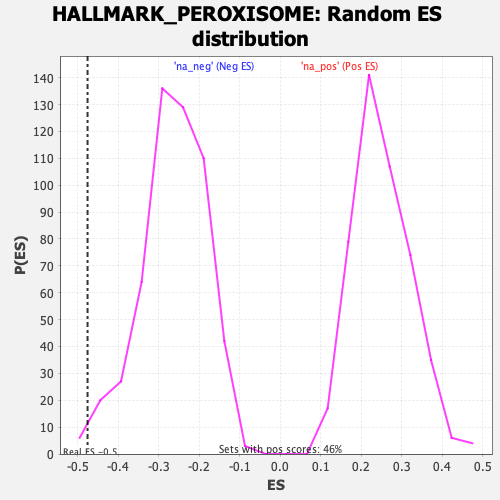 HALLMARK_PEROXISOME: Random ES
distribution
'na_neg' (Neg ES)
'na_pos' (Pos ES)
140
130
120
110
100
90
80
70
60
50
40
30
20
10
0
P(ES)
Real ES -0.5
Sets with pos scores: 46%
-0.5 -0.4 -0.3 -0.2 -0.1 0.0 0.1 0.2 0.3 0.4 0.5
ES